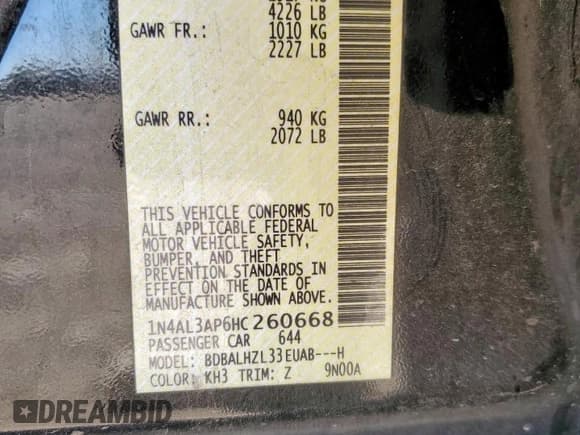 4226 LB
GAWR FR.: 1010 KG
2227 LB
GAWR RR.: 940 KG
2072 LB
THIS VEHICLE CONFORMS TO
ALL APPLICABLE FEDERAL
MOTOR VEHICLE SAFETY,
BUMPER, AND THEFT
PREVENTION STANDARDS IN
EFFECT ON THE DATE OF
MANUFACTURE SHOWN ABOVE.
1N4AL3AP6HC260668
PASSENGER CAR 644
MODEL: BDBALHZL33EUAB---H
COLOR: KH3 TRIM: Z 9N00A
DREAMBID